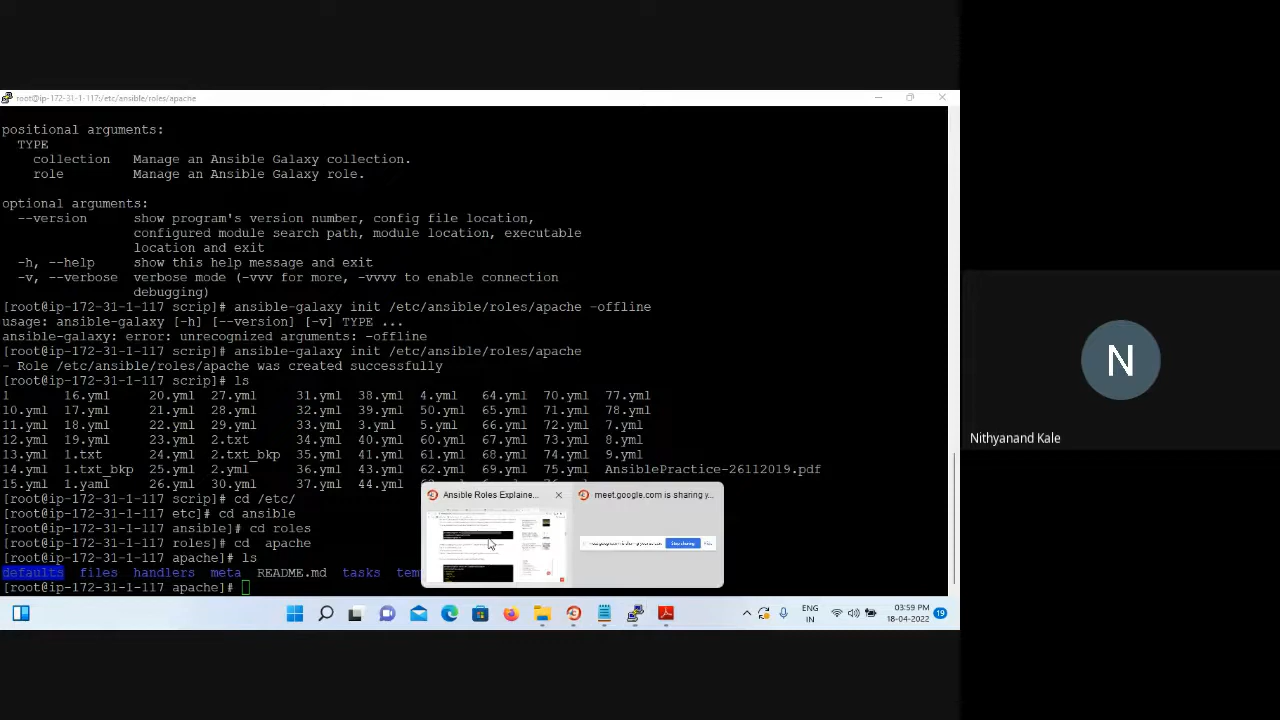 root@ip-172-31-1-117:/etc/ansible/roles/apache
positional arguments:
TYPE
collection Manage an Ansible Galaxy collection.
role Manage an Ansible Galaxy role.
optional arguments:
--version show program's version number, config file location,
configured module search path, module location, executable
location and exit
-h, --help show this help message and exit
-v, --verbose verbose mode (-vvv for more, -vvvv to enable connection
debugging)
[root@ip-172-31-1-117 scrip]# ansible-galaxy init /etc/ansible/roles/apache -offline
usage: ansible-galaxy [-h] [--version] [-v] TYPE ...
ansible-galaxy: error: unrecognized arguments: -offline
[root@ip-172-31-1-117 scrip]# ansible-galaxy init /etc/ansible/roles/apache
- Role /etc/ansible/roles/apache was created successfully
[root@ip-172-31-1-117 scrip]# ls
1 16.yml 20.yml 27.yml 31.yml 38.yml 4.yml 64.yml 70.yml 77.yml
10.yml 17.yml 21.yml 28.yml 32.yml 39.yml 50.yml 65.yml 71.yml 78.yml
11.yml 18.yml 22.yml 29.yml 33.yml 3.yml 5.yml 66.yml 72.yml 7.yml
12.yml 19.yml 23.yml 2.txt 34.yml 40.yml 60.yml 67.yml 73.yml 8.yml
13.yml 1.txt 24.yml 2.txt_bkp 35.yml 41.yml 61.yml 68.yml 74.yml 9.yml
14.yml 1.txt_bkp 25.yml 2.yml 36.yml 43.yml 62.yml 69.yml 75.yml AnsiblePractice-26112019.pdf
15.yml 1.yaml 26.yml 30.yml 37.yml 44.yml
[root@ip-172-31-1-117 scrip]# cd /etc/
[root@ip-172-31-1-117 etc]# cd ansible
[root@ip-172-31-1-117 ansible]# cd roles
[root@ip-172-31-1-117 roles]# cd apache
[root@ip-172-31-1-117 apache]# ls
defaults files handlers meta README.md tasks tem
[root@ip-172-31-1-117 apache]#
Ansible Roles Explaine...
meet.google.com is sharing y...
Stop sharing
ENG
IN
03:59 PM
18-04-2022
19
N
Nithyanand Kale